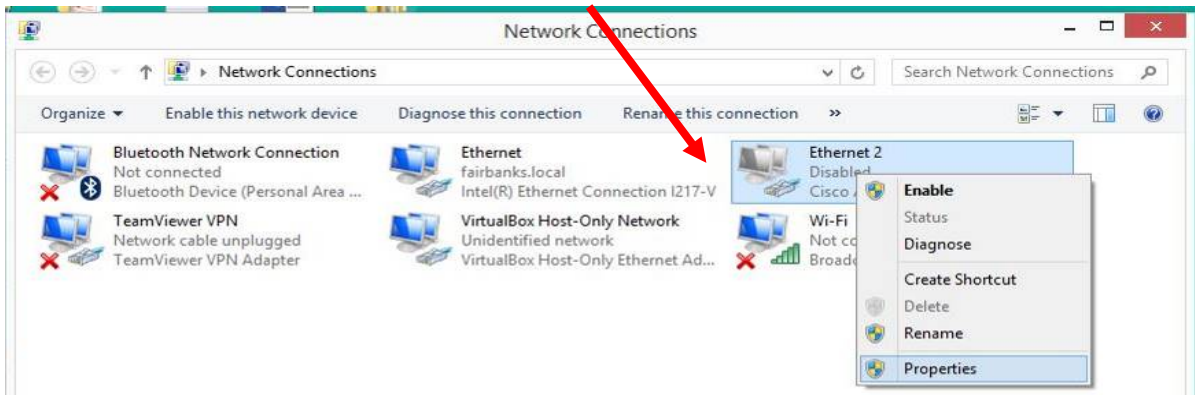 Network Connections
Network Connections
Search Network Connections
Organize
Enable this network device
Diagnose this connection
Rename this connection
»
Bluetooth Network Connection
Not connected
Bluetooth Device (Personal Area ...
Ethernet
fairbanks.local
Intel(R) Ethernet Connection I217-V
Ethernet 2
Disabled
Cisco
TeamViewer VPN
Network cable unplugged
TeamViewer VPN Adapter
VirtualBox Host-Only Network
Unidentified network
VirtualBox Host-Only Ethernet Ad...
Wi-Fi
Not
Enable
Status
Diagnose
Create Shortcut
Delete
Rename
Properties